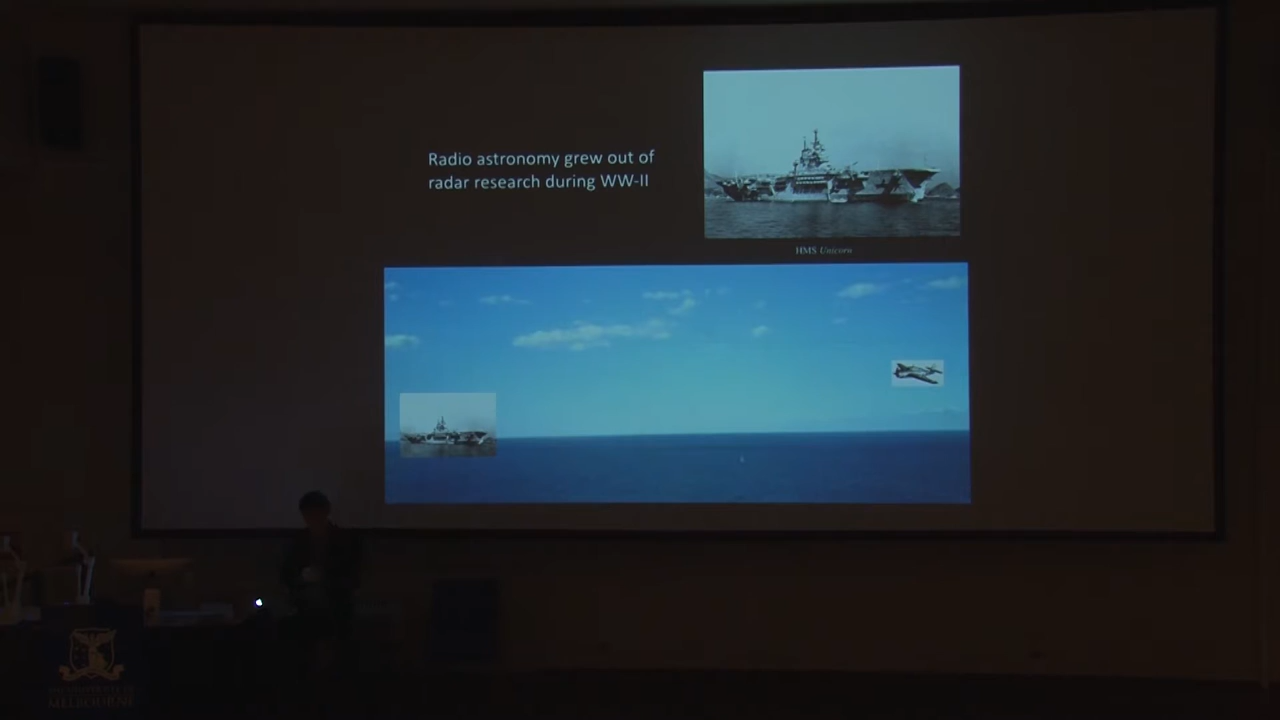 Radio astronomy grew out of
radar research during WW-II
HMS Unicorn
MELBOURNE